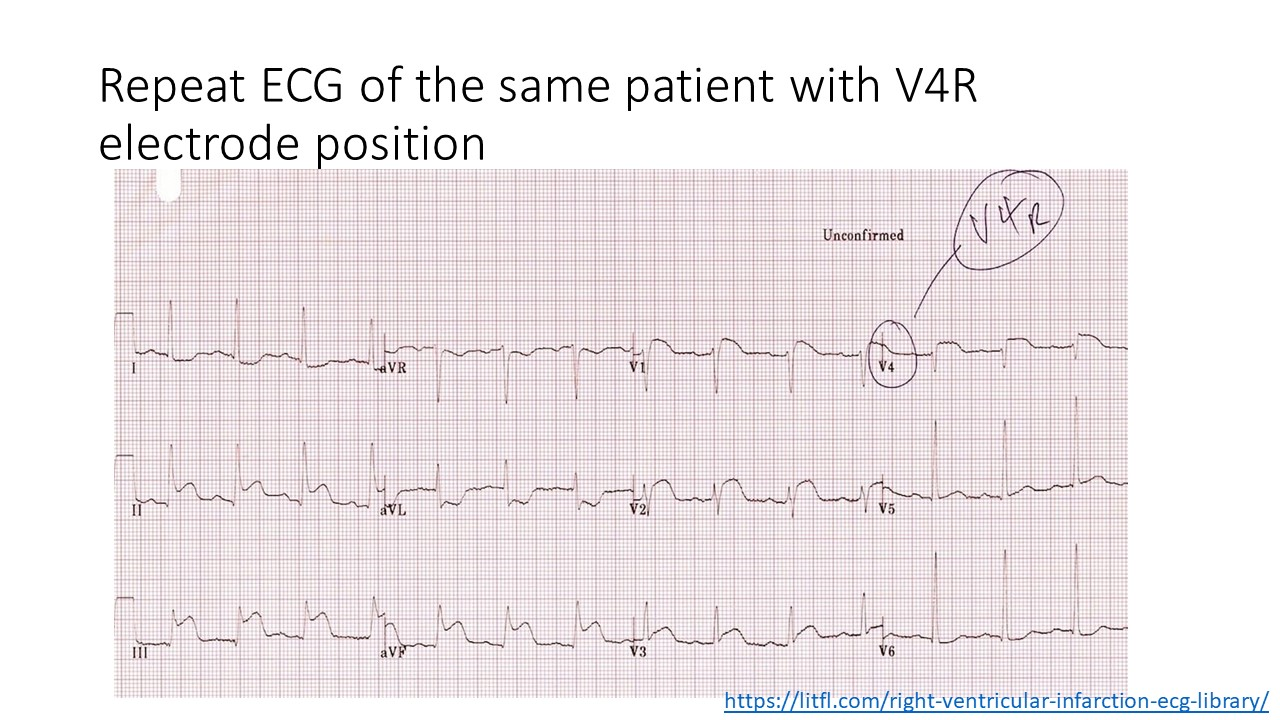 Repeat ECG of the same patient with V4R
electrode position
V4R
Unconfirmed
I
aVR
V1
V4
II
aVL
V2
V5
III
aVF
V3
V6
https://litfl.com/right-ventricular-infarction-ecg-library/